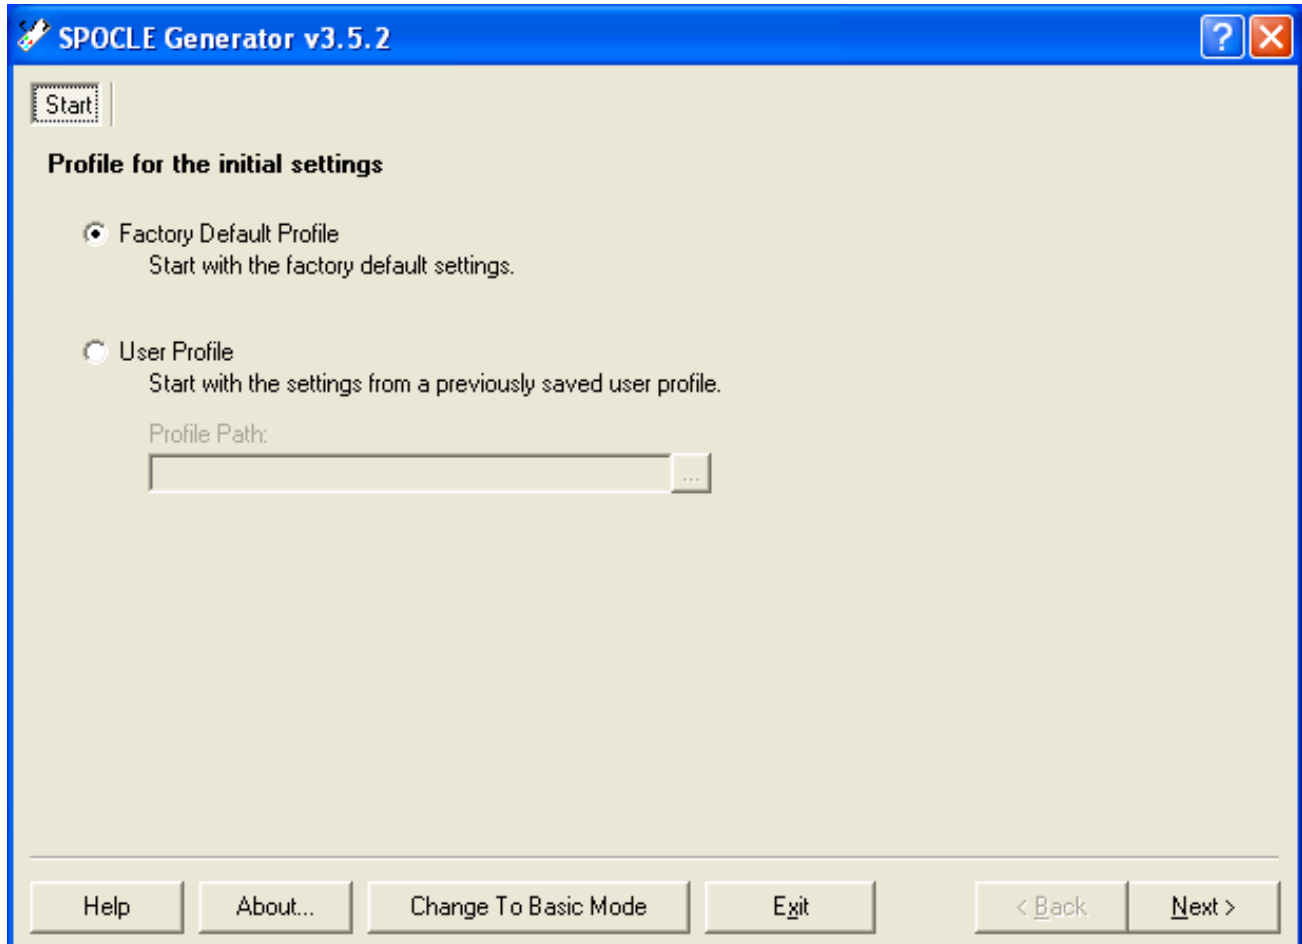 SPOCLE Generator v3.5.2
?
Start
Profile for the initial settings
Factory Default Profile
Start with the factory default settings.
User Profile
Start with the settings from a previously saved user profile.
Profile Path:
...
Help About... Change To Basic Mode Exit < Back Next >